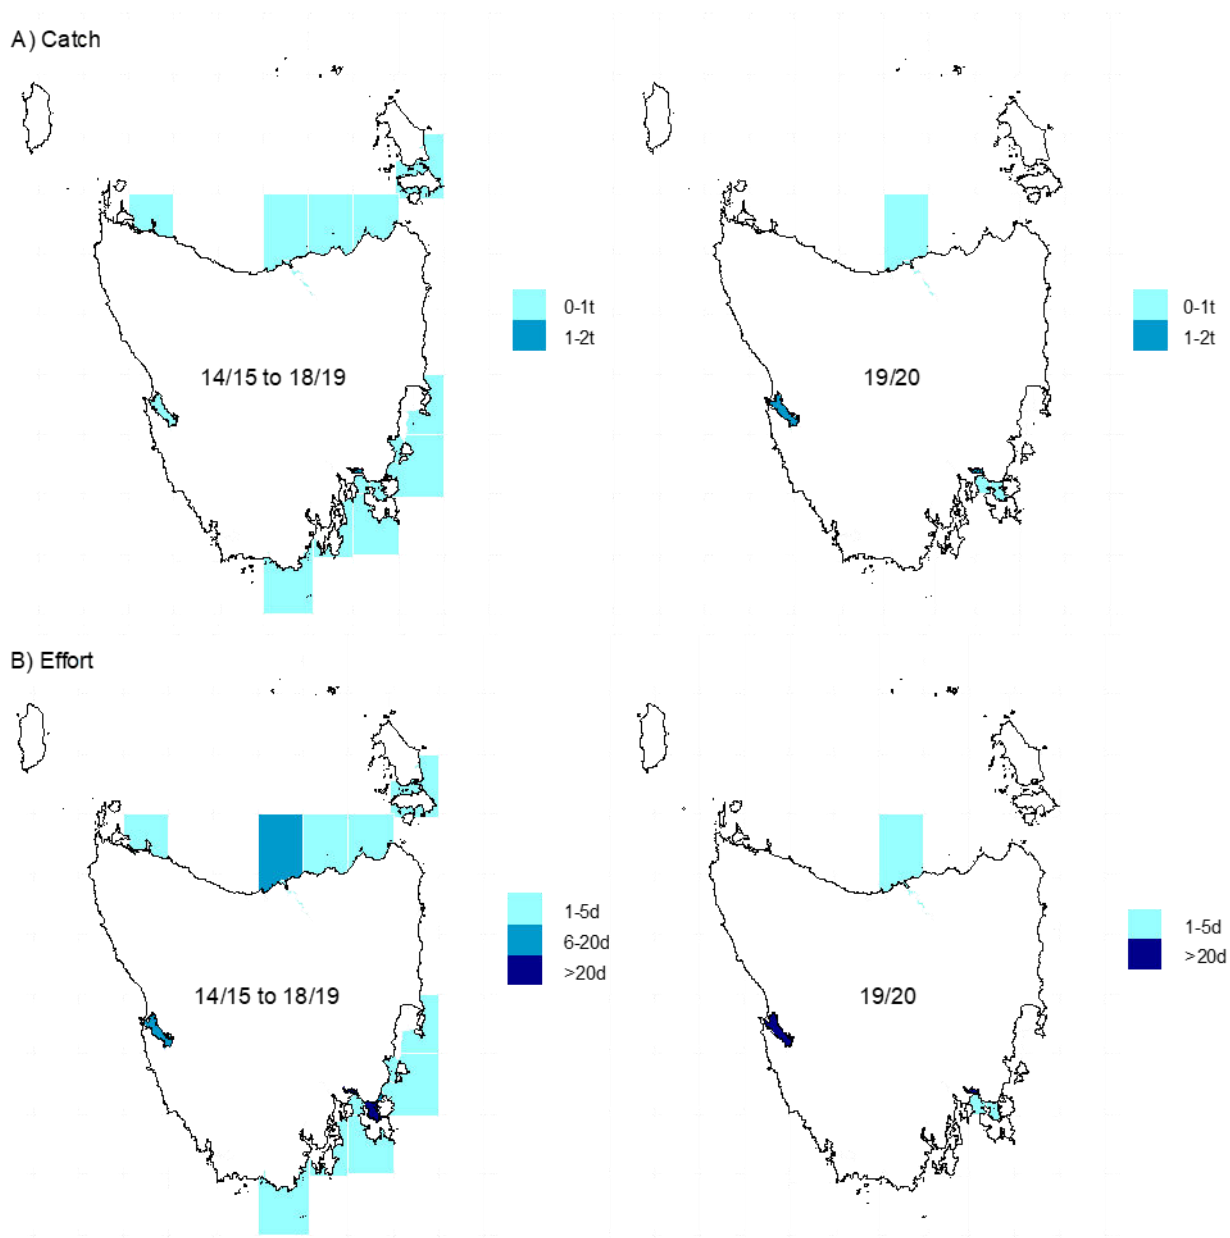 A) Catch
0-1t
1-2t
14/15 to 18/19
0-1t
1-2t
19/20
B) Effort
1-5d
6-20d
>20d
14/15 to 18/19
1-5d
>20d
19/20